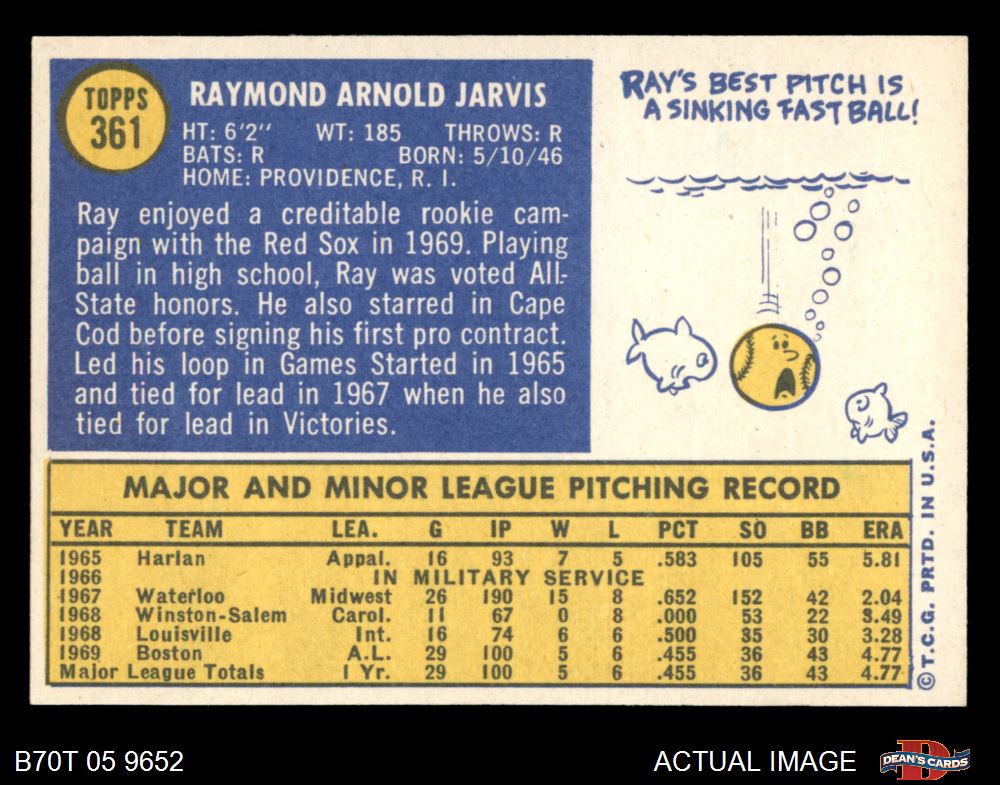 TOPPS
361
RAYMOND ARNOLD JARVIS
HT: 6'2" WT: 185 THROWS: R
BATS: R BORN: 5/10/46
HOME: PROVIDENCE, R. I.
Ray enjoyed a creditable rookie cam-
paign with the Red Sox in 1969. Playing
ball in high school, Ray was voted All-
State honors. He also starred in Cape
Cod before signing his first pro contract.
Led his loop in Games Started in 1965
and tied for lead in 1967 when he also
tied for lead in Victories.
RAY'S BEST PITCH IS
A SINKING FAST BALL!
MAJOR AND MINOR LEAGUE PITCHING RECORD
YEAR TEAM LEA. G IP W L PCT SO BB ERA
1965 Harlan Appal. 16 93 7 5 .583 105 55 5.81
1966 IN MILITARY SERVICE
1967 Waterloo Midwest 26 190 15 8 .652 152 42 2.04
1968 Winston-Salem Carol. 11 67 0 8 .000 53 22 3.49
1968 Louisville Int. 16 74 6 6 .500 35 30 3.28
1969 Boston A.L. 29 100 5 6 .455 36 43 4.77
Major League Totals 1 Yr. 29 100 5 6 .455 36 43 4.77
© T.C.G. PRTD. IN U.S.A.
B70T 05 9652
ACTUAL IMAGE
DEAN'S CARDS